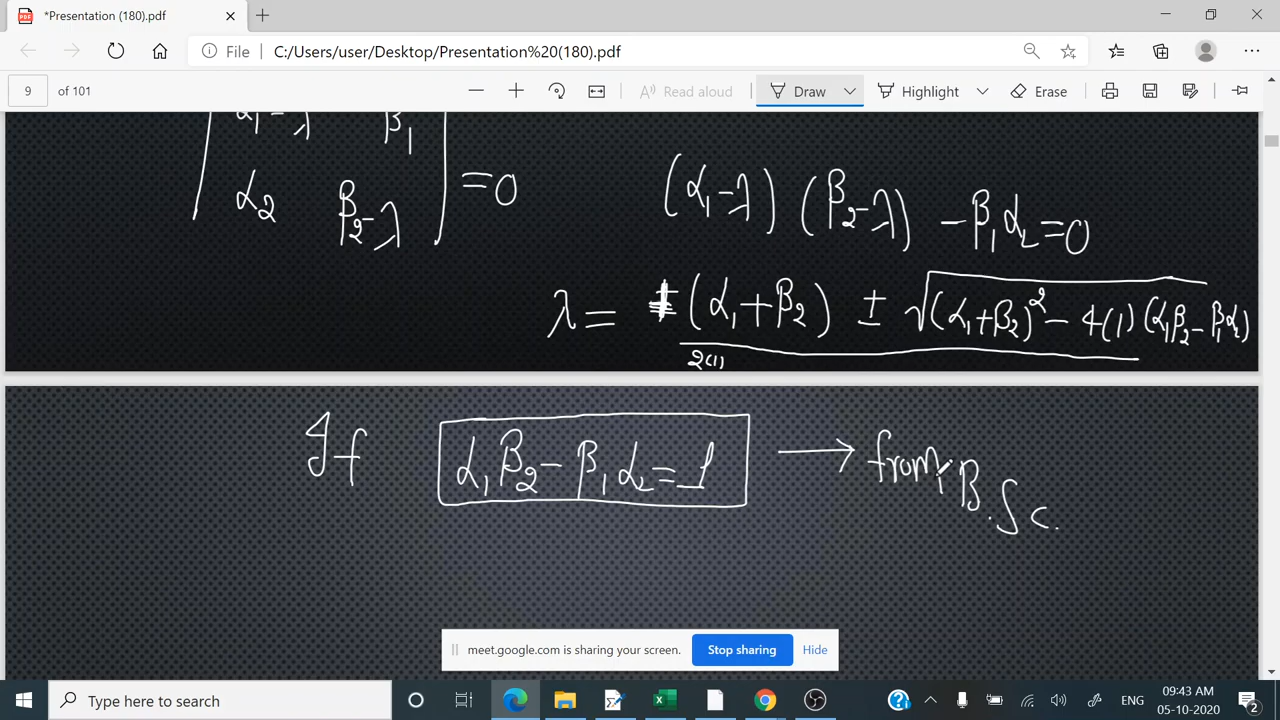 *Presentation (180).pdf
File C:/Users/user/Desktop/Presentation%20(180).pdf
9 of 101 Read aloud Draw Highlight Erase
α₁-λ β₁
α₂ β₂-λ =0
(α₁-λ) (β₂-λ) -β₁α₂=0
λ= +(α₁+β₂) ± √(α₁+β₂)² - 4(1)(α₁β₂-β₁α₂)
2(1)
If α₁β₂-β₁α₂=1 → from B.Sc.
meet.google.com is sharing your screen. Stop sharing Hide
Type here to search
ENG
09:43 AM
05-10-2020
2